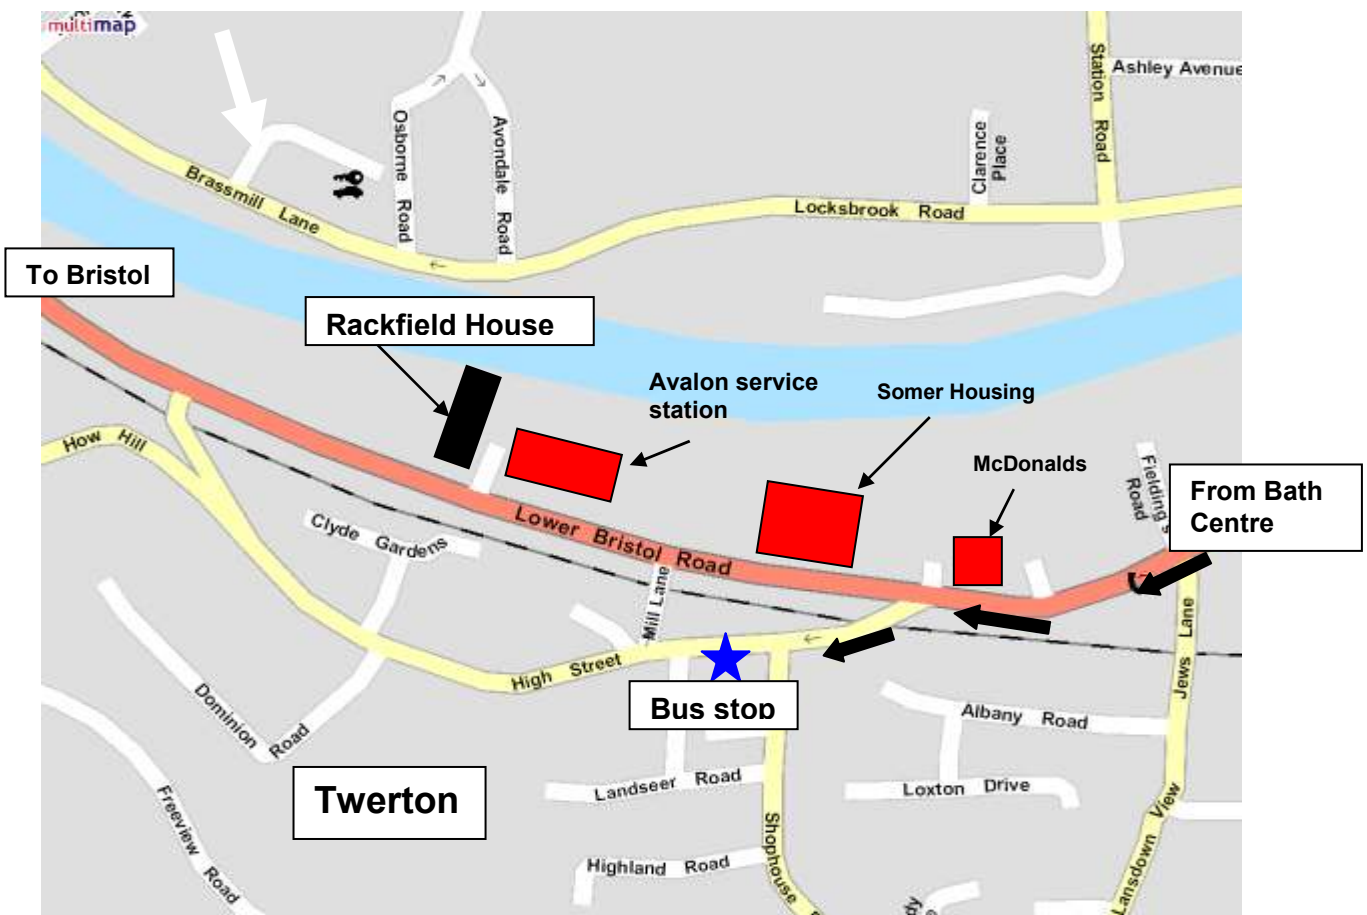 multimap
Station Road
Ashley Avenue
Osborne Road
Avondale Road
Clarence
Place
Brassmill Lane
Locksbrook Road
To Bristol
Rackfield House
Avalon service
station
Somer Housing
McDonalds
How Hill
Fieldings
Road
From Bath
Centre
Clyde Gardens
Lower Bristol Road
Mill Lane
Jews Lane
High Street
Bus stop
Dominion Road
Albany Road
Twerton
Landseer Road
Loxton Drive
Freeview Road
Shophouse
Lansdown View
Highland Road